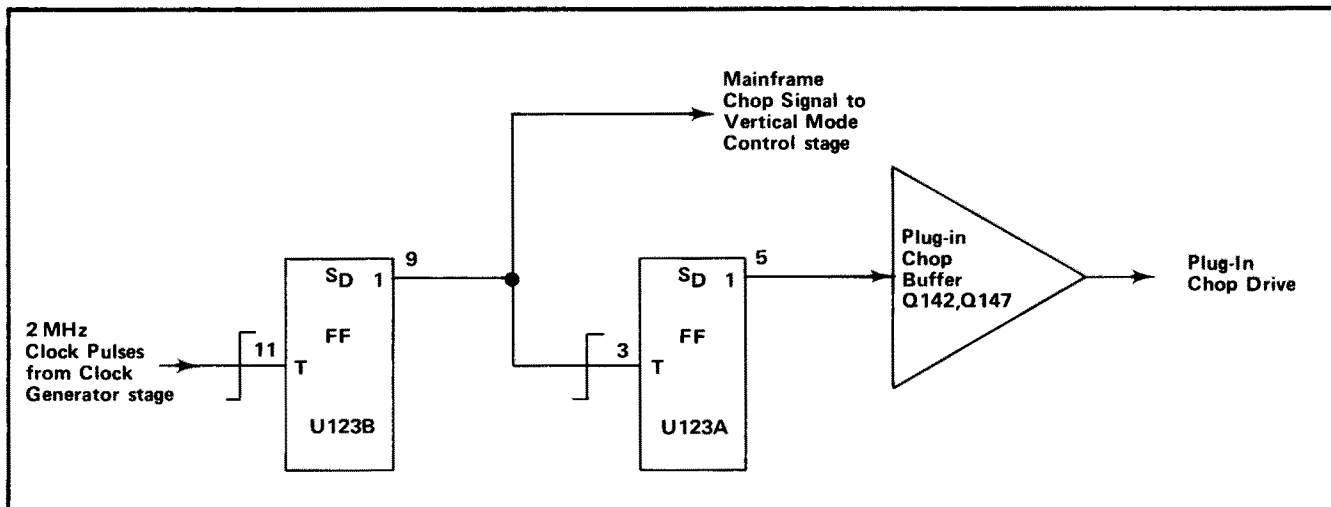 Mainframe
Chop Signal to
Vertical Mode
Control stage
2 MHz
Clock Pulses
from Clock
Generator stage
11
T
SD 1
FF
U123B
9
3
T
SD 1
FF
U123A
5
Plug-in
Chop
Buffer
Q142,Q147
Plug-In
Chop Drive